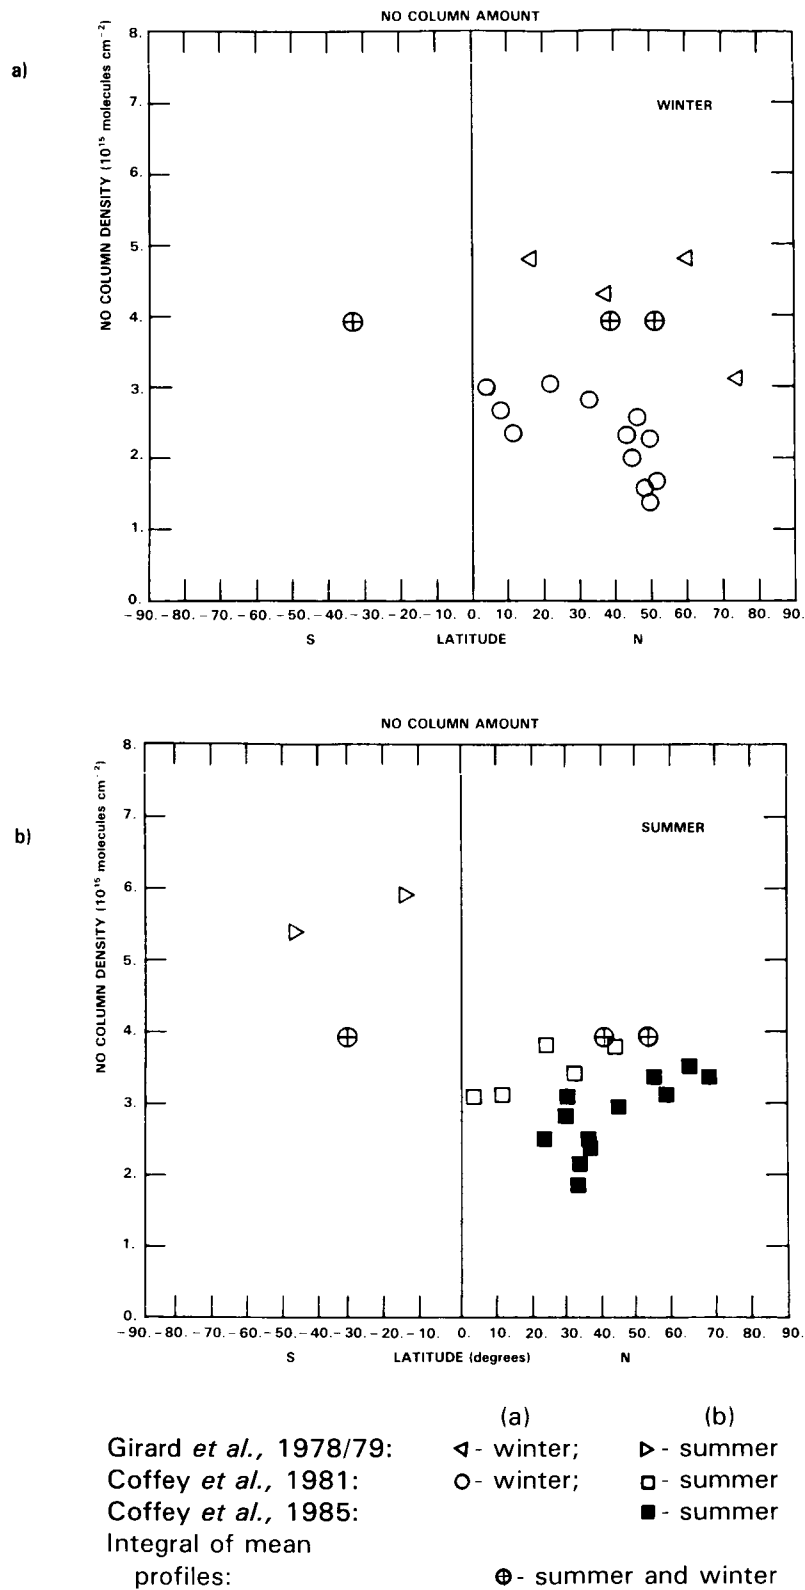 NO COLUMN AMOUNT
a)
WINTER
NO COLUMN DENSITY (10¹⁵ molecules cm⁻²)
8.
7.
6.
5.
4.
3.
2.
1.
0.
-90. -80. -70. -60. -50. -40. -30. -20. -10. 0. 10. 20. 30. 40. 50. 60. 70. 80. 90.
S LATITUDE N
NO COLUMN AMOUNT
b)
SUMMER
NO COLUMN DENSITY (10¹⁵ molecules cm⁻²)
8.
7.
6.
5.
4.
3.
2.
1.
0.
-90. -80. -70. -60. -50. -40. -30. -20. -10. 0. 10. 20. 30. 40. 50. 60. 70. 80. 90.
S LATITUDE (degrees) N
(a) (b)
Girard et al., 1978/79: ◁ - winter; ▷ - summer
Coffey et al., 1981: ○ - winter; □ - summer
Coffey et al., 1985: ■ - summer
Integral of mean
profiles: ⊕ - summer and winter